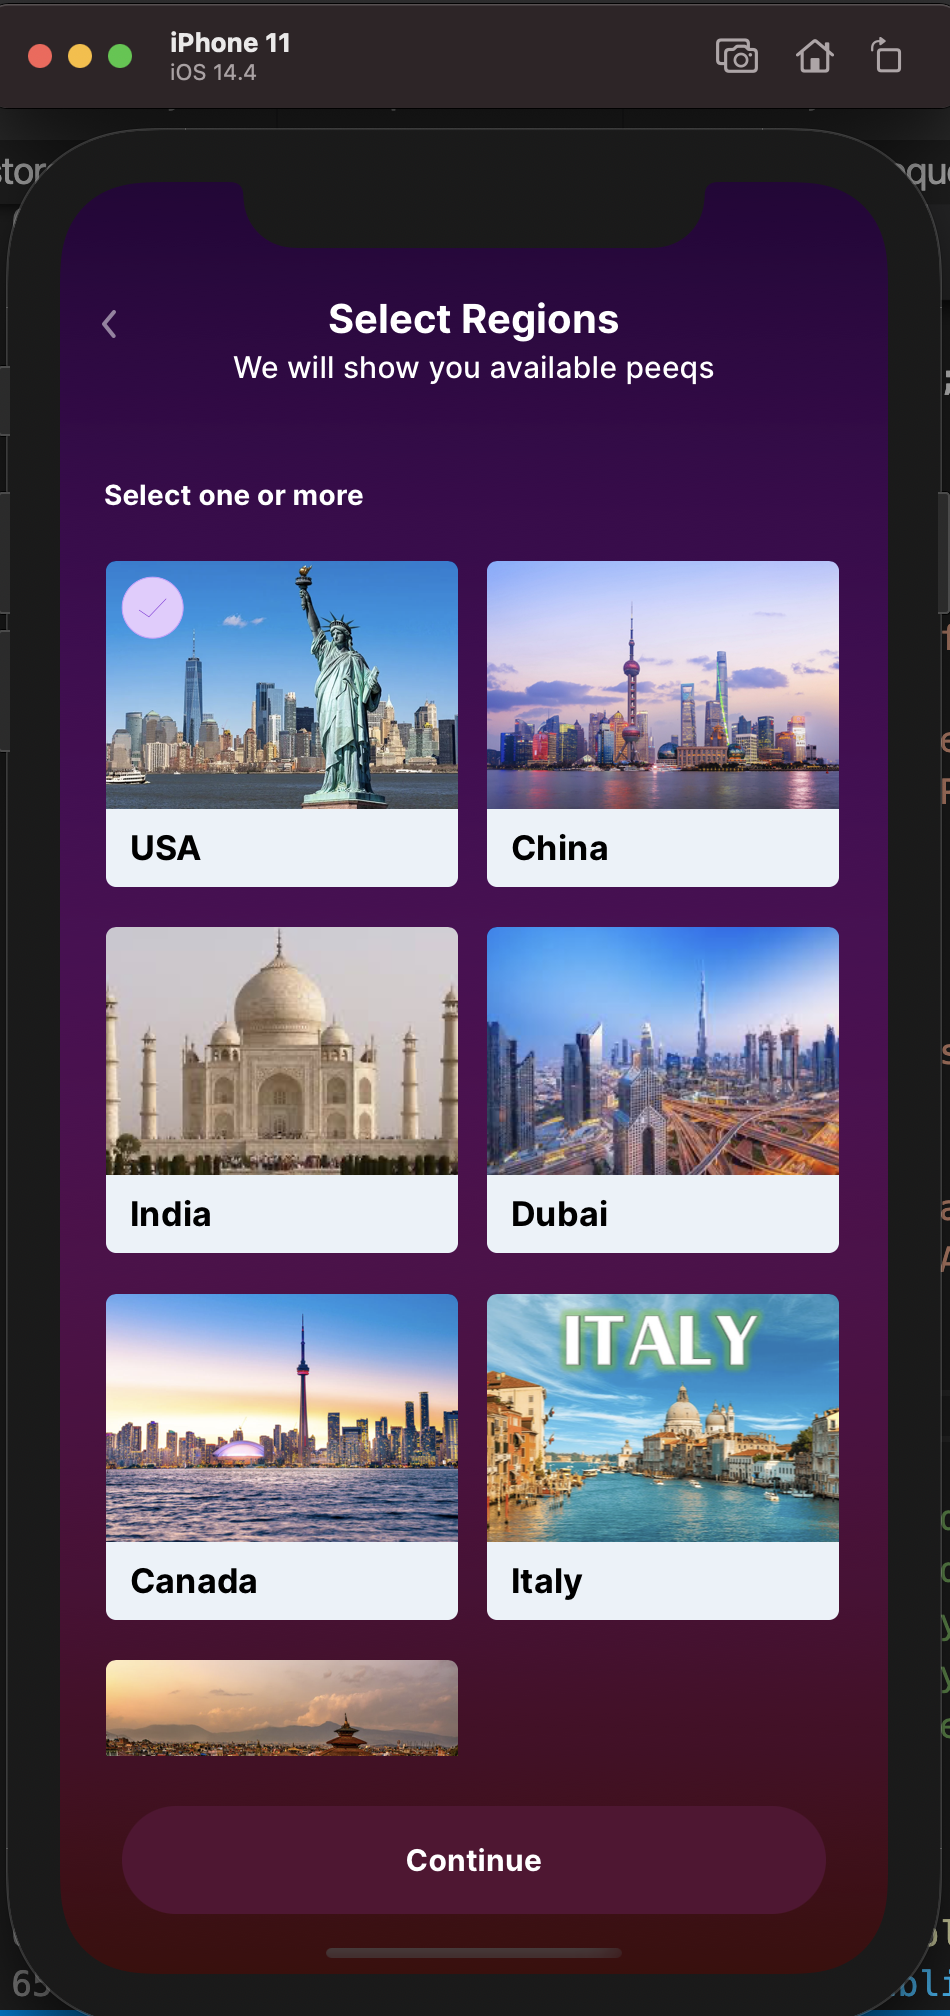 iPhone 11
iOS 14.4
Select Regions
We will show you available peeqs
Select one or more
USA
China
India
Dubai
ITALY
Canada
Italy
Continue
65